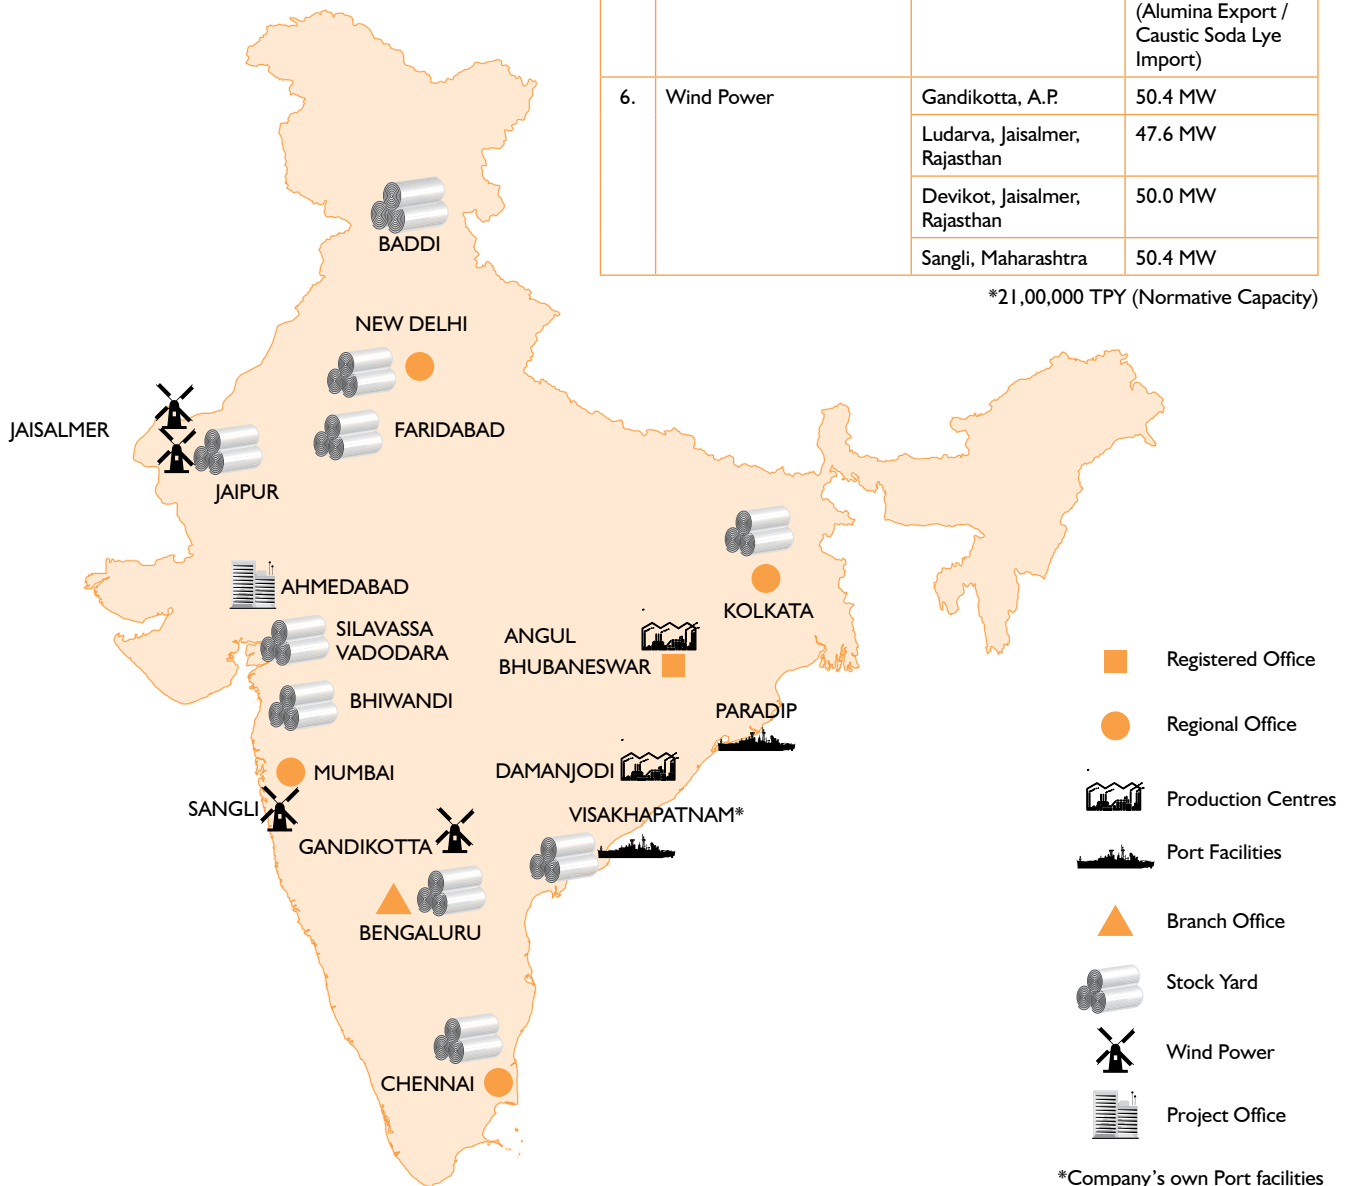 (Alumina Export /
Caustic Soda Lye
Import)
6. Wind Power Gandikotta, A.P. 50.4 MW
Ludarva, Jaisalmer, 47.6 MW
Rajasthan
Devikot, Jaisalmer, 50.0 MW
Rajasthan
Sangli, Maharashtra 50.4 MW
*21,00,000 TPY (Normative Capacity)
BADDI
NEW DELHI
JAISALMER
FARIDABAD
JAIPUR
AHMEDABAD
KOLKATA
SILAVASSA
VADODARA
ANGUL
BHUBANESWAR
BHIWANDI
PARADIP
MUMBAI
DAMANJODI
SANGLI
VISAKHAPATNAM*
GANDIKOTTA
BENGALURU
CHENNAI
Registered Office
Regional Office
Production Centres
Port Facilities
Branch Office
Stock Yard
Wind Power
Project Office
*Company's own Port facilities